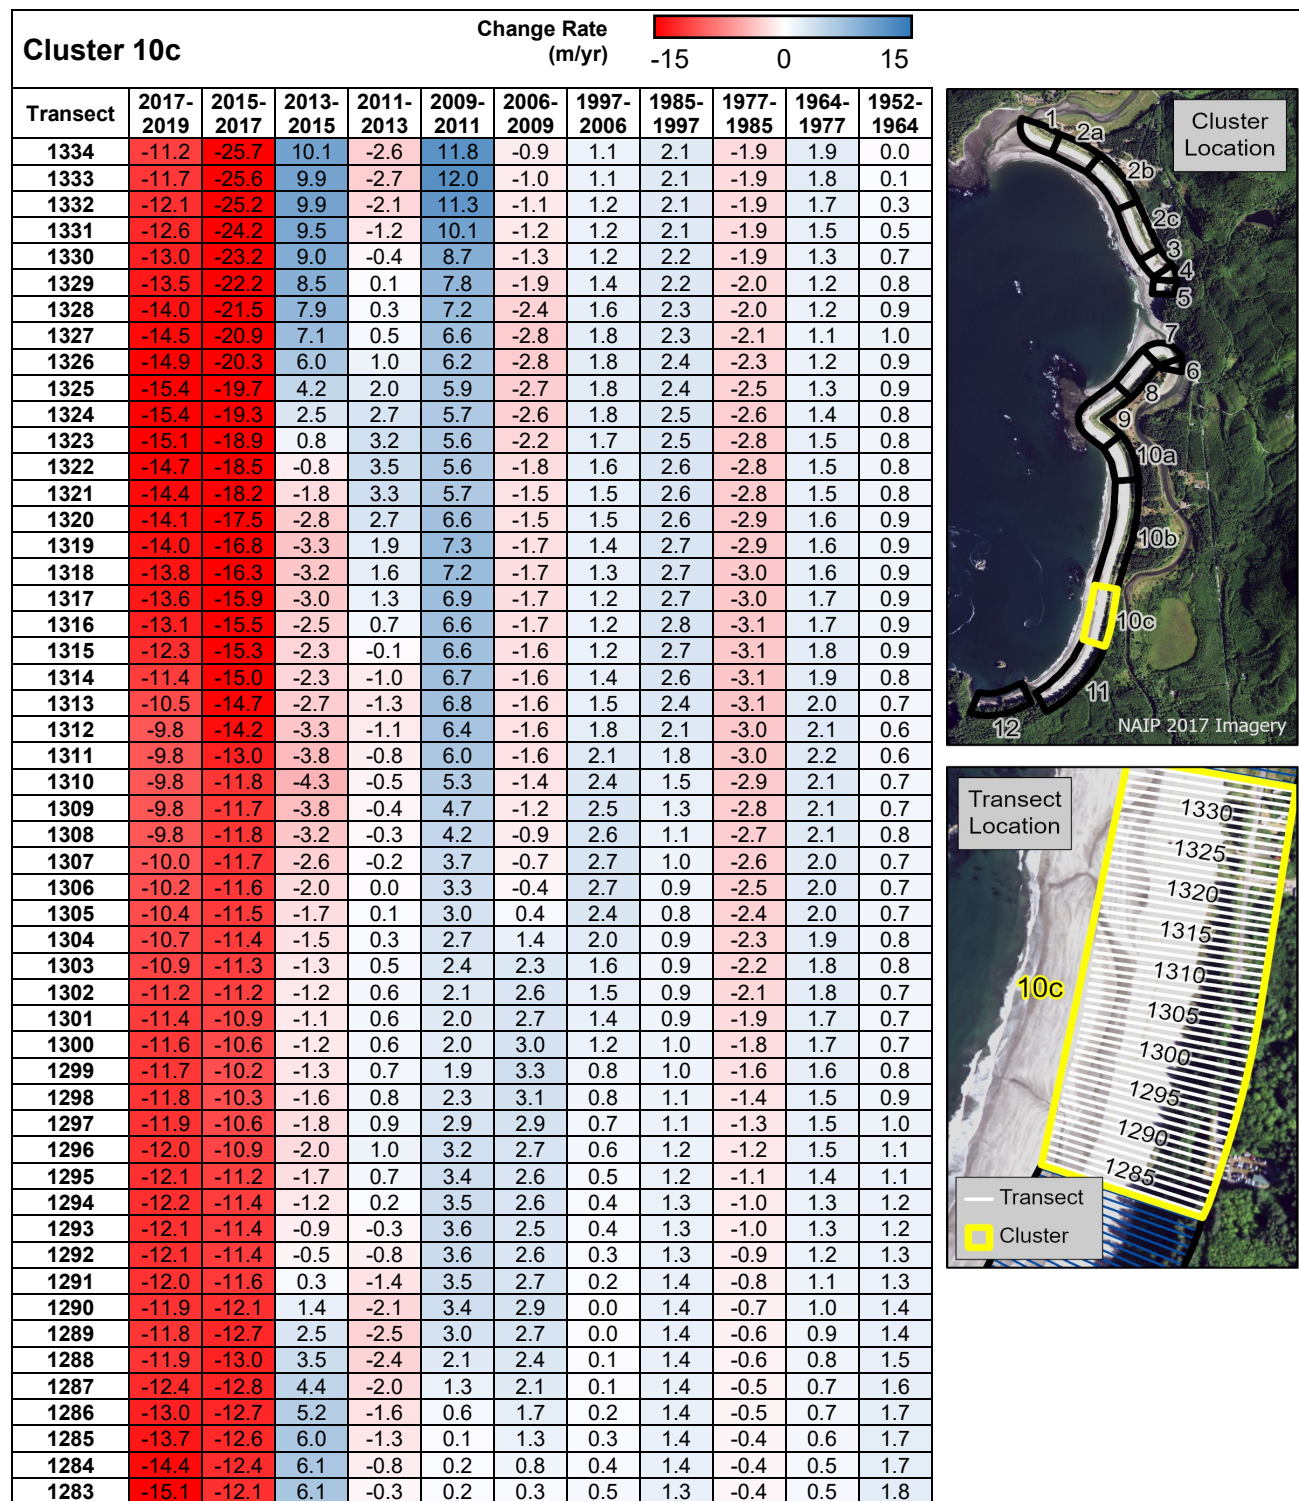 Cluster 10c
Change Rate
(m/yr)
-15 0 15
Transect 2017-2019 2015-2017 2013-2015 2011-2013 2009-2011 2006-2009 1997-2006 1985-1997 1977-1985 1964-1977 1952-1964
1334 -11.2 -25.7 10.1 -2.6 11.8 -0.9 1.1 2.1 -1.9 1.9 0.0
1333 -11.7 -25.6 9.9 -2.7 12.0 -1.0 1.1 2.1 -1.9 1.8 0.1
1332 -12.1 -25.2 9.9 -2.1 11.3 -1.1 1.2 2.1 -1.9 1.7 0.3
1331 -12.6 -24.2 9.5 -1.2 10.1 -1.2 1.2 2.1 -1.9 1.5 0.5
1330 -13.0 -23.2 9.0 -0.4 8.7 -1.3 1.2 2.2 -1.9 1.3 0.7
1329 -13.5 -22.2 8.5 0.1 7.8 -1.9 1.4 2.2 -2.0 1.2 0.8
1328 -14.0 -21.5 7.9 0.3 7.2 -2.4 1.6 2.3 -2.0 1.2 0.9
1327 -14.5 -20.9 7.1 0.5 6.6 -2.8 1.8 2.3 -2.1 1.1 1.0
1326 -14.9 -20.3 6.0 1.0 6.2 -2.8 1.8 2.4 -2.3 1.2 0.9
1325 -15.4 -19.7 4.2 2.0 5.9 -2.7 1.8 2.4 -2.5 1.3 0.9
1324 -15.4 -19.3 2.5 2.7 5.7 -2.6 1.8 2.5 -2.6 1.4 0.8
1323 -15.1 -18.9 0.8 3.2 5.6 -2.2 1.7 2.5 -2.8 1.5 0.8
1322 -14.7 -18.5 -0.8 3.5 5.6 -1.8 1.6 2.6 -2.8 1.5 0.8
1321 -14.4 -18.2 -1.8 3.3 5.7 -1.5 1.5 2.6 -2.8 1.5 0.8
1320 -14.1 -17.5 -2.8 2.7 6.6 -1.5 1.5 2.6 -2.9 1.6 0.9
1319 -14.0 -16.8 -3.3 1.9 7.3 -1.7 1.4 2.7 -2.9 1.6 0.9
1318 -13.8 -16.3 -3.2 1.6 7.2 -1.7 1.3 2.7 -3.0 1.6 0.9
1317 -13.6 -15.9 -3.0 1.3 6.9 -1.7 1.2 2.7 -3.0 1.7 0.9
1316 -13.1 -15.5 -2.5 0.7 6.6 -1.7 1.2 2.8 -3.1 1.7 0.9
1315 -12.3 -15.3 -2.3 -0.1 6.6 -1.6 1.2 2.7 -3.1 1.8 0.9
1314 -11.4 -15.0 -2.3 -1.0 6.7 -1.6 1.4 2.6 -3.1 1.9 0.8
1313 -10.5 -14.7 -2.7 -1.3 6.8 -1.6 1.5 2.4 -3.1 2.0 0.7
1312 -9.8 -14.2 -3.3 -1.1 6.4 -1.6 1.8 2.1 -3.0 2.1 0.6
1311 -9.8 -13.0 -3.8 -0.8 6.0 -1.6 2.1 1.8 -3.0 2.2 0.6
1310 -9.8 -11.8 -4.3 -0.5 5.3 -1.4 2.4 1.5 -2.9 2.1 0.7
1309 -9.8 -11.7 -3.8 -0.4 4.7 -1.2 2.5 1.3 -2.8 2.1 0.7
1308 -9.8 -11.8 -3.2 -0.3 4.2 -0.9 2.6 1.1 -2.7 2.1 0.8
1307 -10.0 -11.7 -2.6 -0.2 3.7 -0.7 2.7 1.0 -2.6 2.0 0.7
1306 -10.2 -11.6 -2.0 0.0 3.3 -0.4 2.7 0.9 -2.5 2.0 0.7
1305 -10.4 -11.5 -1.7 0.1 3.0 0.4 2.4 0.8 -2.4 2.0 0.7
1304 -10.7 -11.4 -1.5 0.3 2.7 1.4 2.0 0.9 -2.3 1.9 0.8
1303 -10.9 -11.3 -1.3 0.5 2.4 2.3 1.6 0.9 -2.2 1.8 0.8
1302 -11.2 -11.2 -1.2 0.6 2.1 2.6 1.5 0.9 -2.1 1.8 0.7
1301 -11.4 -10.9 -1.1 0.6 2.0 2.7 1.4 0.9 -1.9 1.7 0.7
1300 -11.6 -10.6 -1.2 0.6 2.0 3.0 1.2 1.0 -1.8 1.7 0.7
1299 -11.7 -10.2 -1.3 0.7 1.9 3.3 0.8 1.0 -1.6 1.6 0.8
1298 -11.8 -10.3 -1.6 0.8 2.3 3.1 0.8 1.1 -1.4 1.5 0.9
1297 -11.9 -10.6 -1.8 0.9 2.9 2.9 0.7 1.1 -1.3 1.5 1.0
1296 -12.0 -10.9 -2.0 1.0 3.2 2.7 0.6 1.2 -1.2 1.5 1.1
1295 -12.1 -11.2 -1.7 0.7 3.4 2.6 0.5 1.2 -1.1 1.4 1.1
1294 -12.2 -11.4 -1.2 0.2 3.5 2.6 0.4 1.3 -1.0 1.3 1.2
1293 -12.1 -11.4 -0.9 -0.3 3.6 2.5 0.4 1.3 -1.0 1.3 1.2
1292 -12.1 -11.4 -0.5 -0.8 3.6 2.6 0.3 1.3 -0.9 1.2 1.3
1291 -12.0 -11.6 0.3 -1.4 3.5 2.7 0.2 1.4 -0.8 1.1 1.3
1290 -11.9 -12.1 1.4 -2.1 3.4 2.9 0.0 1.4 -0.7 1.0 1.4
1289 -11.8 -12.7 2.5 -2.5 3.0 2.7 0.0 1.4 -0.6 0.9 1.4
1288 -11.9 -13.0 3.5 -2.4 2.1 2.4 0.1 1.4 -0.6 0.8 1.5
1287 -12.4 -12.8 4.4 -2.0 1.3 2.1 0.1 1.4 -0.5 0.7 1.6
1286 -13.0 -12.7 5.2 -1.6 0.6 1.7 0.2 1.4 -0.5 0.7 1.7
1285 -13.7 -12.6 6.0 -1.3 0.1 1.3 0.3 1.4 -0.4 0.6 1.7
1284 -14.4 -12.4 6.1 -0.8 0.2 0.8 0.4 1.4 -0.4 0.5 1.7
1283 -15.1 -12.1 6.1 -0.3 0.2 0.3 0.5 1.3 -0.4 0.5 1.8
Cluster
Location
1
2a
2b
2c
3
4
5
7
6
8
9
10a
10b
10c
11
12
NAIP 2017 Imagery
Transect
Location
1330
1325
1320
1315
1310
10c
1305
1300
1295
1290
1285
Transect
Cluster